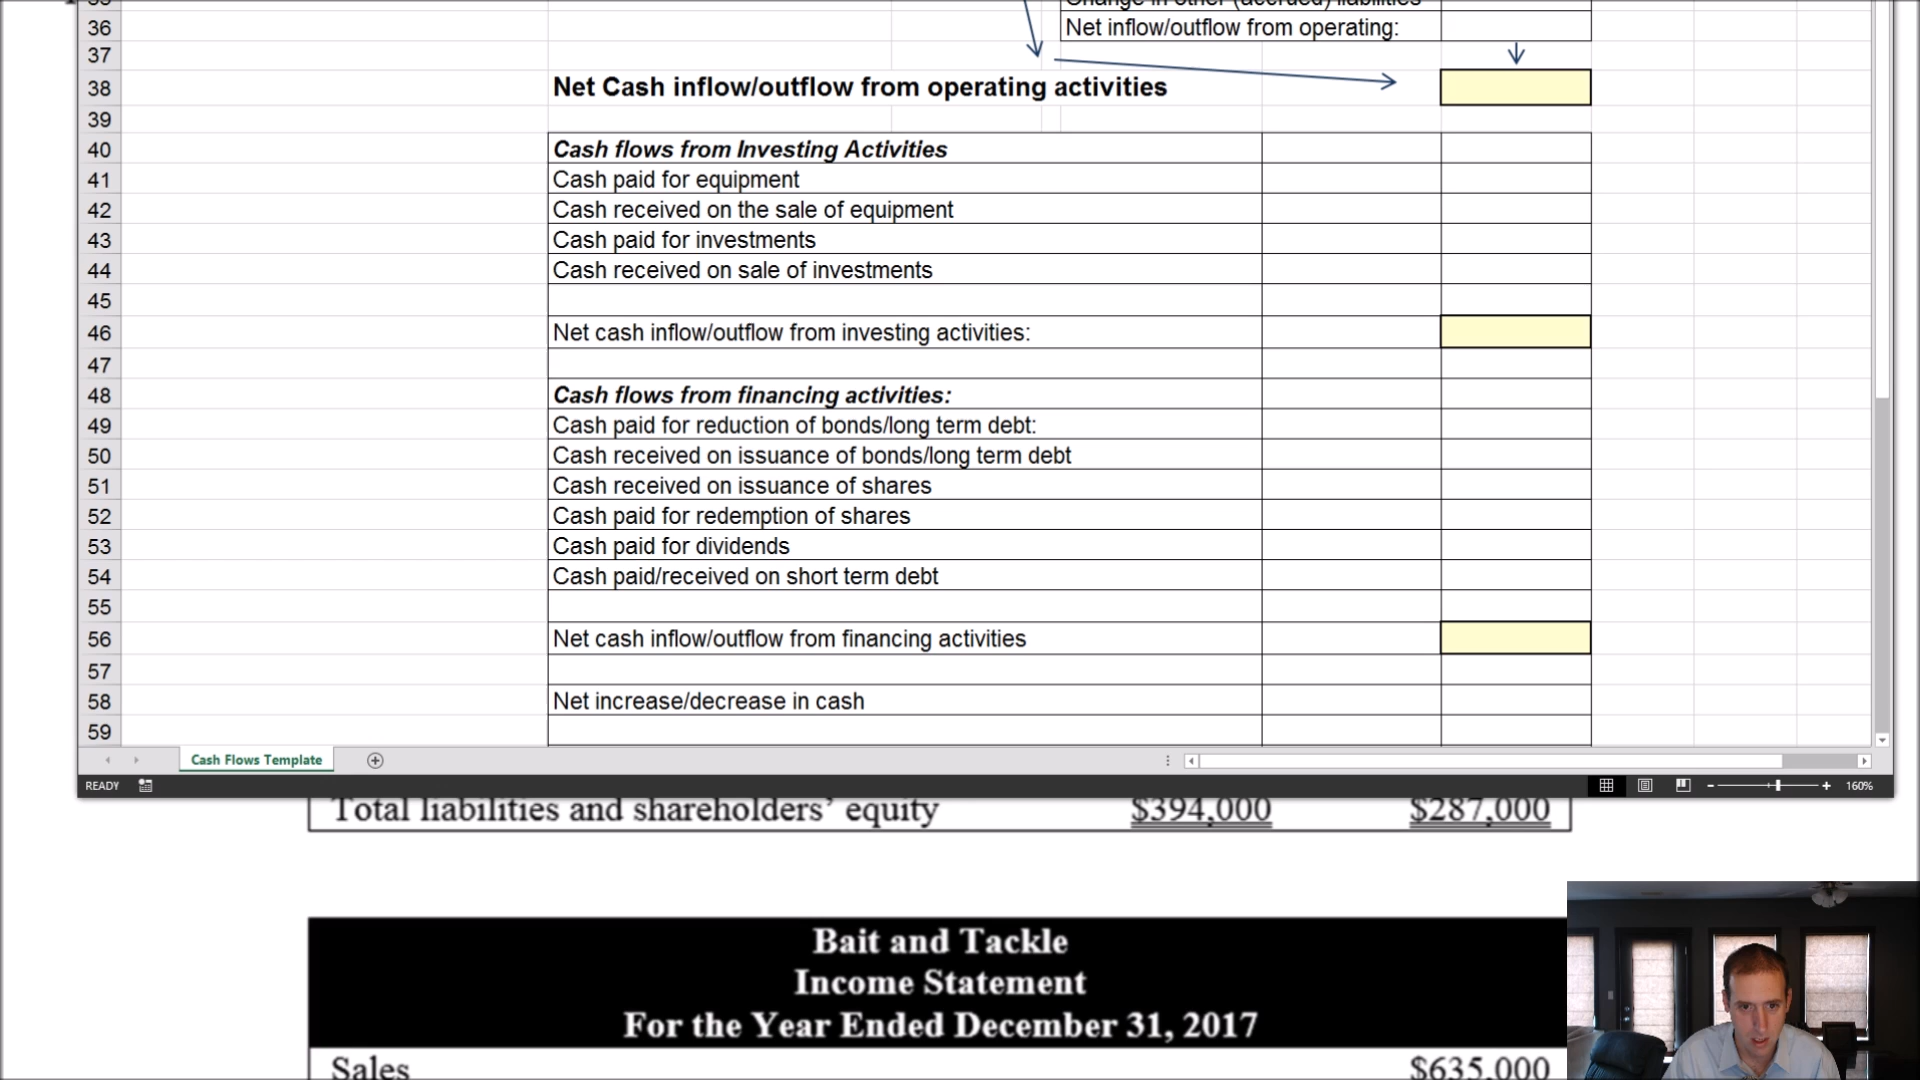 35 Change in other (accrued) liabilities
36 Net inflow/outflow from operating:
37
38 Net Cash inflow/outflow from operating activities
39
40 Cash flows from Investing Activities
41 Cash paid for equipment
42 Cash received on the sale of equipment
43 Cash paid for investments
44 Cash received on sale of investments
45
46 Net cash inflow/outflow from investing activities:
47
48 Cash flows from financing activities:
49 Cash paid for reduction of bonds/long term debt:
50 Cash received on issuance of bonds/long term debt
51 Cash received on issuance of shares
52 Cash paid for redemption of shares
53 Cash paid for dividends
54 Cash paid/received on short term debt
55
56 Net cash inflow/outflow from financing activities
57
58 Net increase/decrease in cash
59
Cash Flows Template
READY 160%
Total liabilities and shareholders’ equity $394,000 $287,000
Bait and Tackle
Income Statement
For the Year Ended December 31, 2017
Sales $635,000